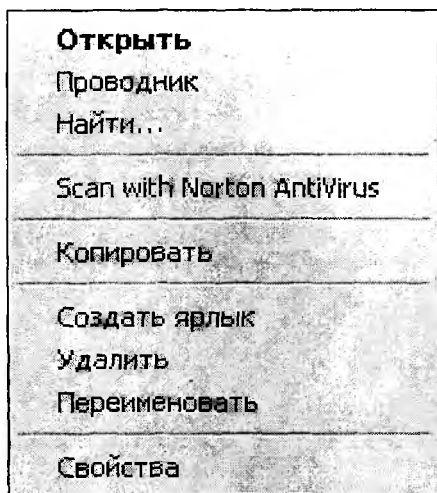 Открыть
Проводник
Найти...
Scan with Norton AntiVirus
Копировать
Создать ярлык
Удалить
Переименовать
Свойства